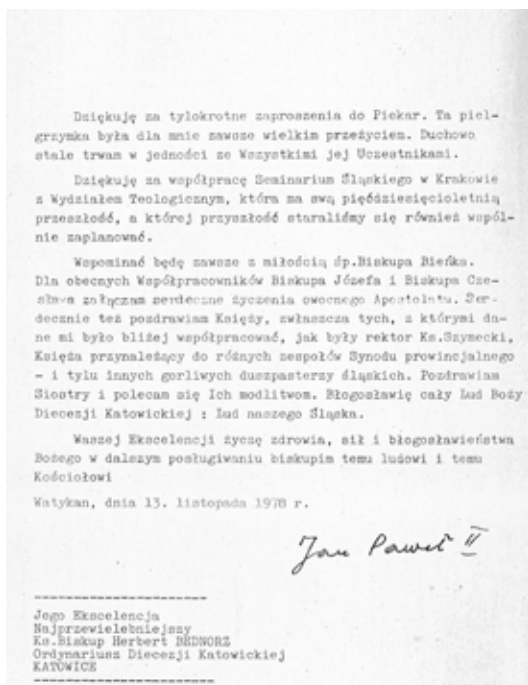 Dziękuję za tylokrotne zaproszenia do Piekar. Ta piel-
grzymka była dla mnie zawsze wielkim przeżyciem. Duchowo
stale trwam w jedności ze Wszystkimi jej Uczestnikami.
Dziękuję za współpracę Seminarium Śląskiego w Krakowie
z Wydziałem Teologicznym, która ma swą pięćdziesięcioletnią
przeszłość, a której przyszłość staraliśmy się również wspól-
nie zaplanować.
Wspominać będę zawsze z miłością śp.Biskupa Bieńka.
Dla obecnych Współpracowników Biskupa Józefa i Biskupa Cze-
sława załączam serdeczne życzenia owocnego Apostolatu. Ser-
decznie też pozdrawiam Księży, zwłaszcza tych, z którymi da-
ne mi było bliżej współpracować, jak były rektor Ks.Szymecki,
Księża przynależący do różnych zespołów Synodu prowincjalnego
- i tylu innych gorliwych duszpasterzy śląskich. Pozdrawiam
Siostry i polecam się Ich modlitwom. Błogosławię cały Lud Boży
Diecezji Katowickiej : Lud naszego Śląska.
Waszej Ekscelencji życzę zdrowia, sił i błogosławieństwa
Bożego w dalszym posługiwaniu biskupim temu ludowi i temu
Kościołowi
Watykan, dnia 13. listopada 1978 r.
Jan Paweł II
Jego Ekscelencja
Najprzewielebniejszy
Ks.Biskup Herbert BEDNORZ
Ordynariusz Diecezji Katowickiej
KATOWICE